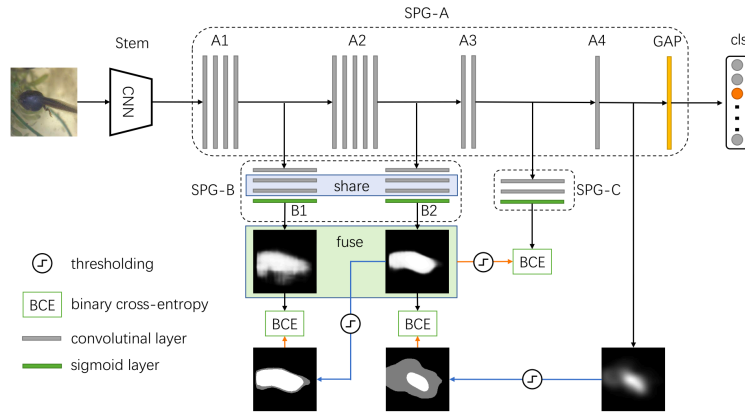 SPG-A
Stem
A1
A2
A3
A4
GAP
cls
CNN
SPG-B
share
SPG-C
B1
B2
fuse
BCE
thresholding
BCE
binary cross-entropy
BCE
BCE
convolutinal layer
sigmoid layer